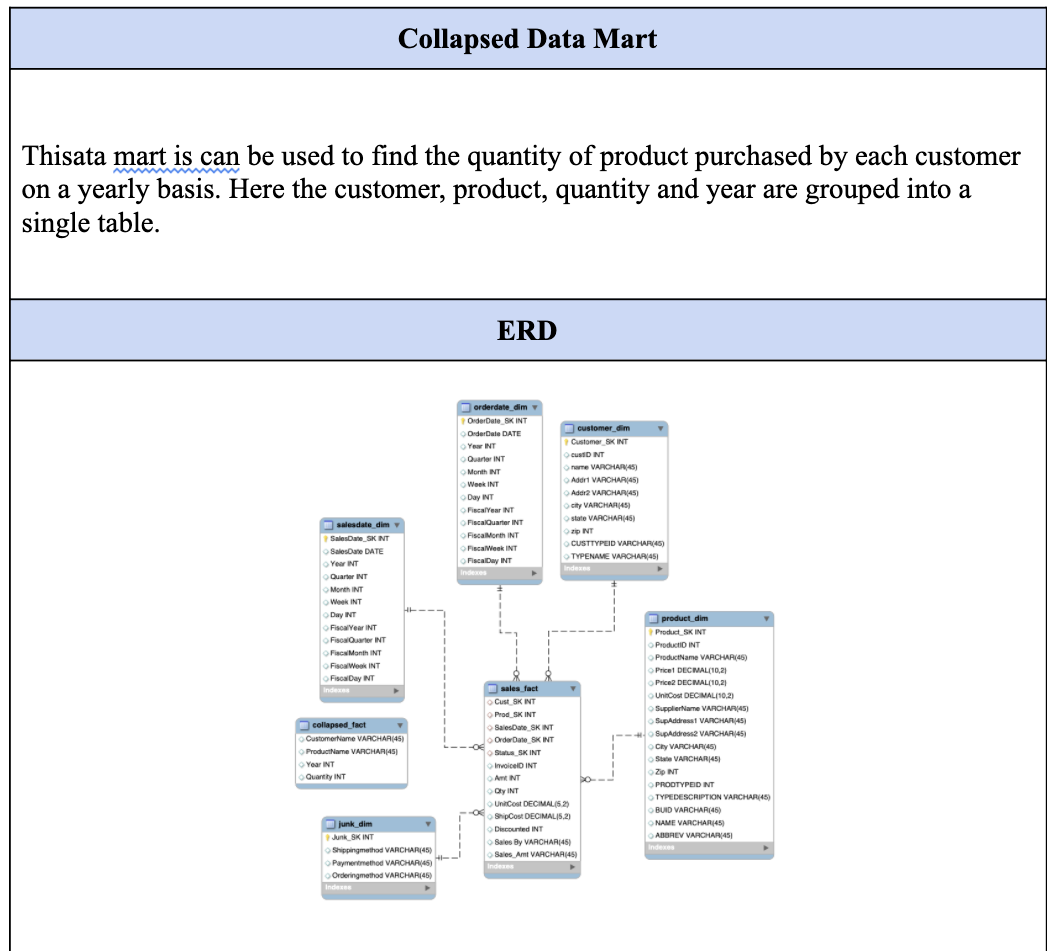 Collapsed Data Mart
Thisata mart is can be used to find the quantity of product purchased by each customer
on a yearly basis. Here the customer, product, quantity and year are grouped into a
single table.
ERD
orderdate_dim
OrderDate_SK INT
OrderDate DATE
Year INT
Quarter INT
Month INT
Week INT
Day INT
FiscalYear INT
FiscalQuarter INT
FiscalMonth INT
FiscalWeek INT
FiscalDay INT
Indexes
customer_dim
Customer_SK INT
custID INT
name VARCHAR(45)
Addr1 VARCHAR(45)
Addr2 VARCHAR(45)
city VARCHAR(45)
state VARCHAR(45)
zip INT
CUSTTYPEID VARCHAR(45)
TYPENAME VARCHAR(45)
Indexes
salesdate_dim
SalesDate_SK INT
SalesDate DATE
Year INT
Quarter INT
Month INT
Week INT
Day INT
FiscalYear INT
FiscalQuarter INT
FiscalMonth INT
FiscalWeek INT
FiscalDay INT
Indexes
product_dim
Product_SK INT
ProductID INT
ProductName VARCHAR(45)
Price1 DECIMAL(10,2)
Price2 DECIMAL(10,2)
UnitCost DECIMAL(10,2)
SupplierName VARCHAR(45)
SupAddress1 VARCHAR(45)
SupAddress2 VARCHAR(45)
City VARCHAR(45)
State VARCHAR(45)
Zip INT
PRODTYPEID INT
TYPEDESCRIPTION VARCHAR(45)
BUID VARCHAR(45)
NAME VARCHAR(45)
ABBREV VARCHAR(45)
Indexes
sales_fact
Cust_SK INT
Prod_SK INT
SalesDate_SK INT
OrderDate_SK INT
Status_SK INT
InvoiceID INT
Amt INT
Qty INT
UnitCost DECIMAL(5,2)
ShipCost DECIMAL(5,2)
Discounted INT
Sales By VARCHAR(45)
Sales_Amt VARCHAR(45)
Indexes
collapsed_fact
CustomerName VARCHAR(45)
ProductName VARCHAR(45)
Year INT
Quantity INT
junk_dim
Junk_SK INT
Shippingmethod VARCHAR(45)
Paymentmethod VARCHAR(45)
Orderingmethod VARCHAR(45)
Indexes